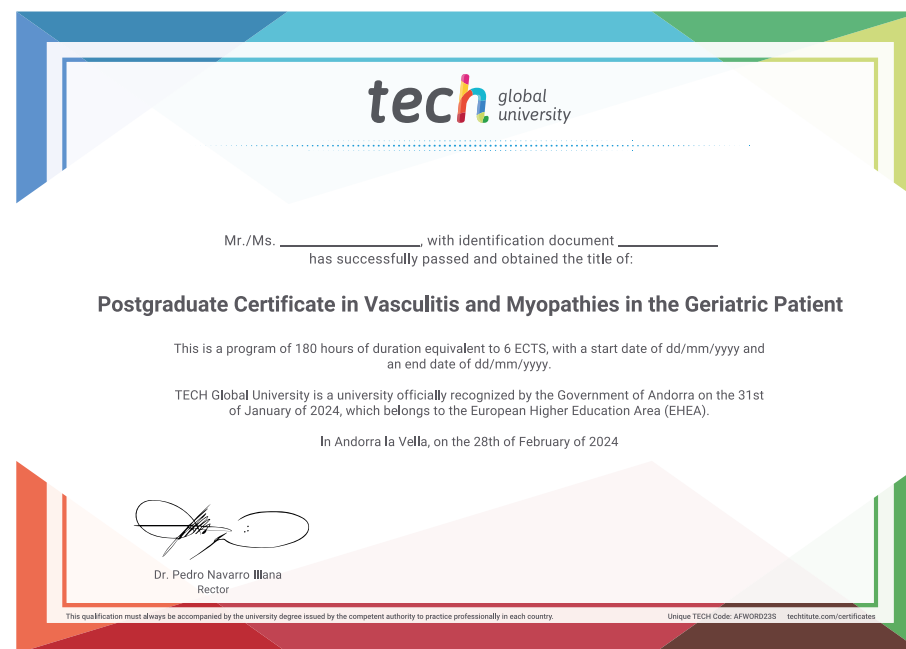 tech global university
Mr./Ms. ________________, with identification document ____________
has successfully passed and obtained the title of:
Postgraduate Certificate in Vasculitis and Myopathies in the Geriatric Patient
This is a program of 180 hours of duration equivalent to 6 ECTS, with a start date of dd/mm/yyyy and
an end date of dd/mm/yyyy.
TECH Global University is a university officially recognized by the Government of Andorra on the 31st
of January of 2024, which belongs to the European Higher Education Area (EHEA).
In Andorra la Vella, on the 28th of February of 2024
Dr. Pedro Navarro Illana
Rector
This qualification must always be accompanied by the university degree issued by the competent authority to practice professionally in each country.
Unique TECH Code: AFWORD23S techtitute.com/certificates